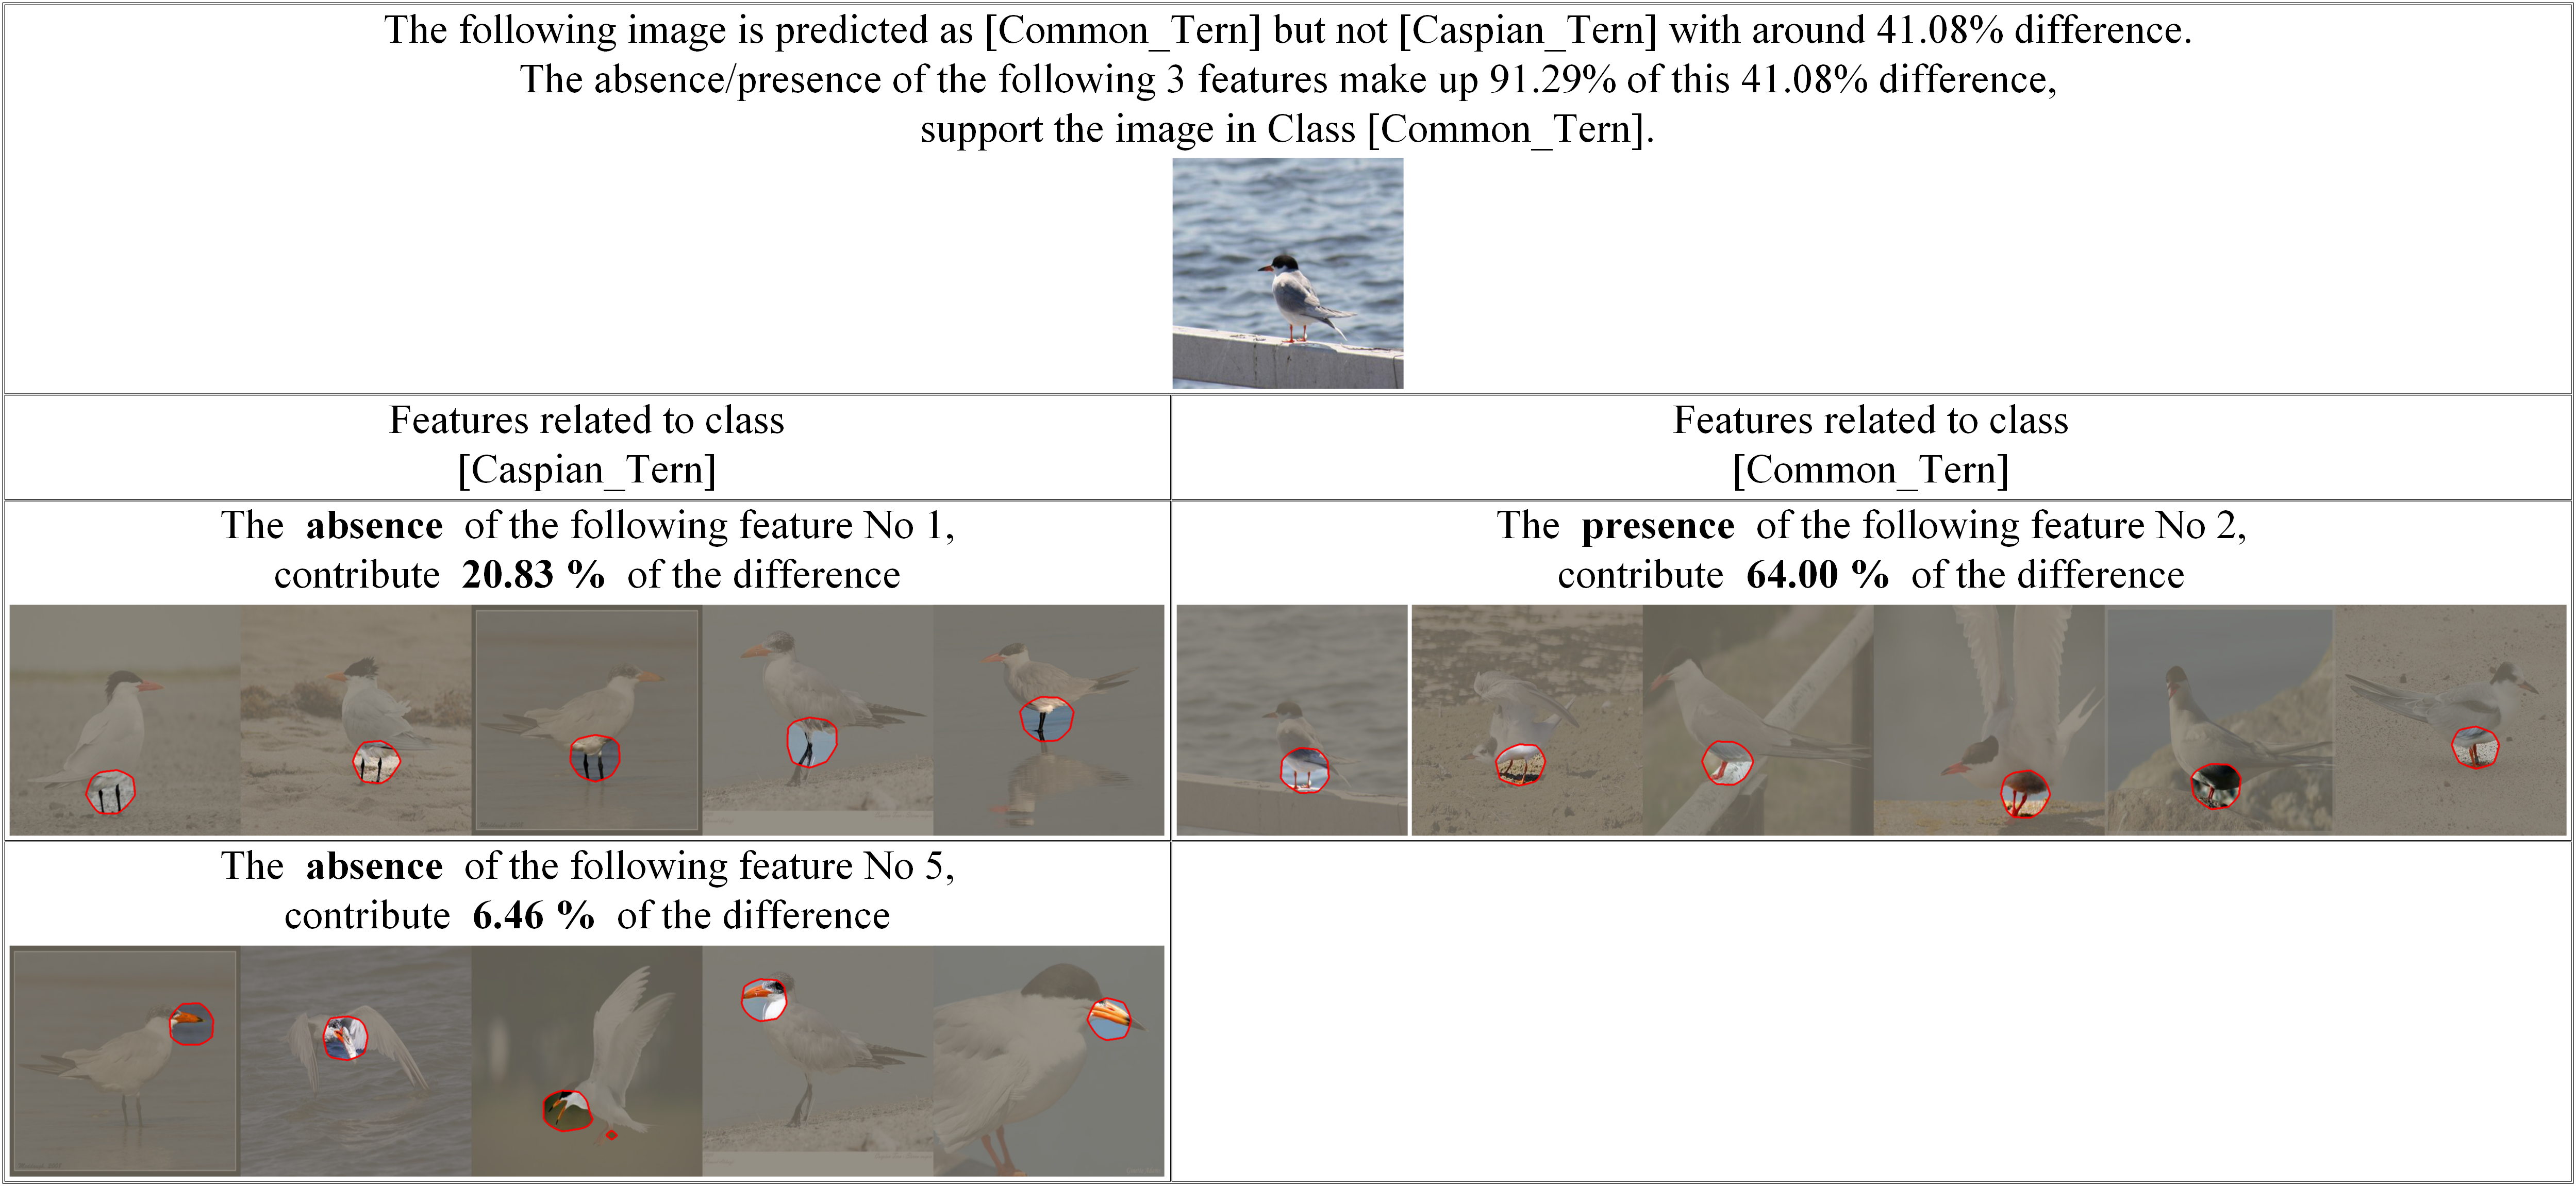 The following image is predicted as [Common_Tern] but not [Caspian_Tern] with around 41.08% difference.
The absence/presence of the following 3 features make up 91.29% of this 41.08% difference,
support the image in Class [Common_Tern].
Features related to class
[Caspian_Tern]
Features related to class
[Common_Tern]
The absence of the following feature No 1,
contribute 20.83 % of the difference
The presence of the following feature No 2,
contribute 64.00 % of the difference
The absence of the following feature No 5,
contribute 6.46 % of the difference